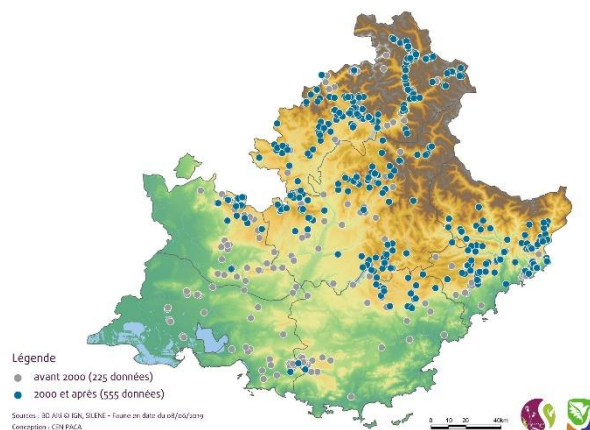 Légende
avant 2000 (225 données)
2000 et après (555 données)
Sources : BD Alti © IGN, SILENE - Faune en date du 08/06/2019
Conception : CEN PACA
0 10 20 40km